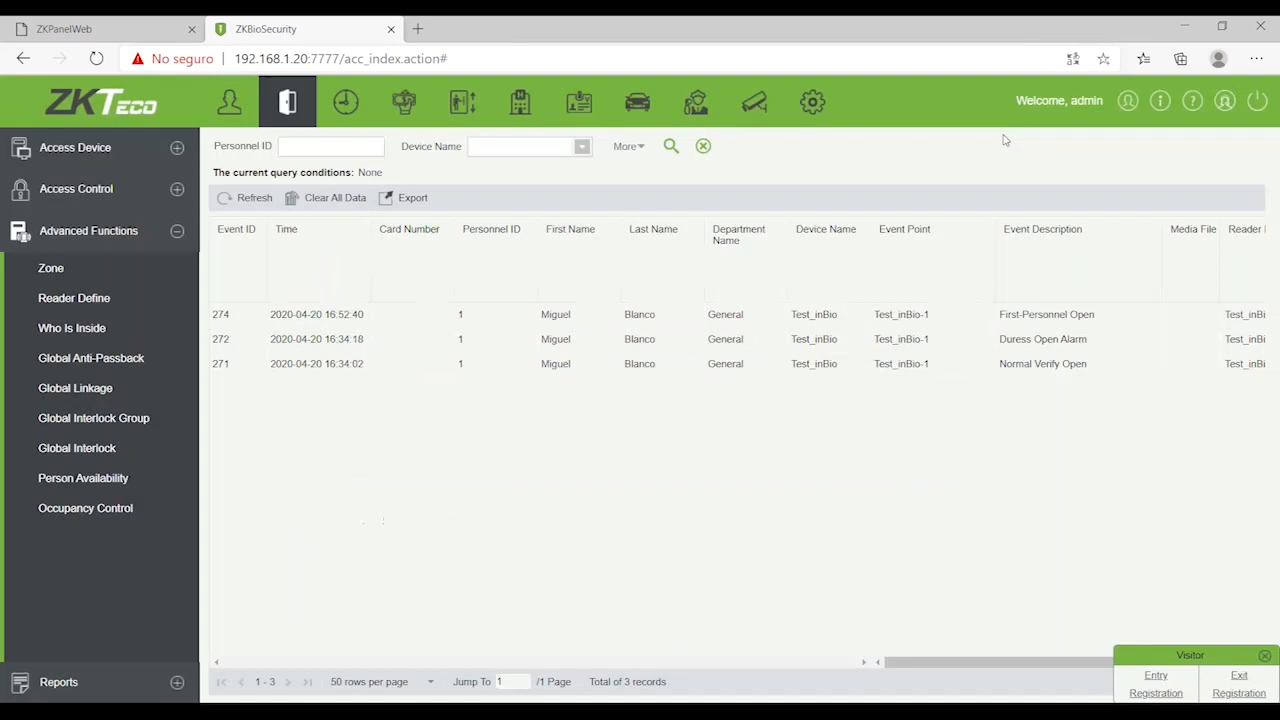 ZKPanelWeb
ZKBioSecurity
No seguro 192.168.1.20:7777/acc_index.action#
ZKTECO
Welcome, admin
Access Device
Access Control
Advanced Functions
Zone
Reader Define
Who Is Inside
Global Anti-Passback
Global Linkage
Global Interlock Group
Global Interlock
Person Availability
Occupancy Control
Reports
Personnel ID Device Name More
The current query conditions: None
Refresh Clear All Data Export
Event ID Time Card Number Personnel ID First Name Last Name Department Name Device Name Event Point Event Description Media File Reader
274 2020-04-20 16:52:40 1 Miguel Blanco General Test_inBio Test_inBio-1 First-Personnel Open Test_inBi
272 2020-04-20 16:34:18 1 Miguel Blanco General Test_inBio Test_inBio-1 Duress Open Alarm Test_inBi
271 2020-04-20 16:34:02 1 Miguel Blanco General Test_inBio Test_inBio-1 Normal Verify Open Test_inBi
1 - 3 50 rows per page Jump To 1 /1 Page Total of 3 records
Visitor
Entry Registration
Exit Registration